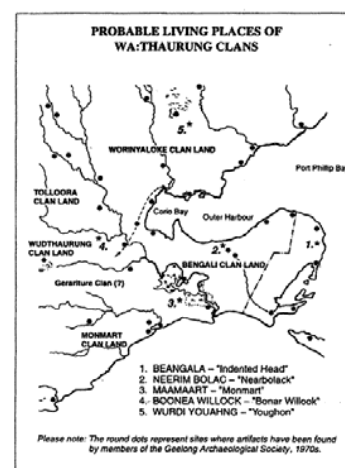 PROBABLE LIVING PLACES OF
WA:THAURUNG CLANS
5.
WORINYALOKE CLAN LAND
Port Phillip Ba
TOLLOORA
CLAN LAND
Corio Bay
Outer Harbour
1.
WUDTHAURUNG
CLAN LAND
4.
2.
BENGALI CLAN LAND
Gerariture Clan (?)
3.
MONMART
CLAN LAND
1. BEANGALA – "Indented Head"
2. NEERIM BOLAC – "Nearbolack"
3. MAAMAART – "Monmart"
4. BOONEA WILLOCK – "Bonar Willook"
5. WURDI YOUAHNG – "Youghon"
Please note: The round dots represent sites where artifacts have been found
by members of the Geelong Archaeological Society, 1970s.